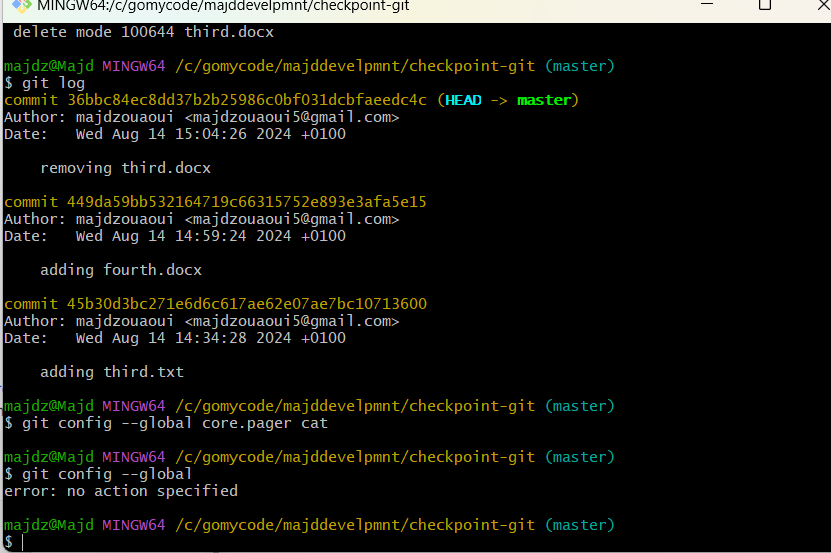 MINGW64:/c/gomycode/majddevelpmnt/checkpoint-git
delete mode 100644 third.docx
majdz@Majd MINGW64 /c/gomycode/majddevelpmnt/checkpoint-git (master)
$ git log
commit 36bbc84ec8dd37b2b25986c0bf031dcbfaeedc4c (HEAD -> master)
Author: majdzouaoui <majdzouaoui5@gmail.com>
Date:   Wed Aug 14 15:04:26 2024 +0100
removing third.docx
commit 449da59bb532164719c66315752e893e3afa5e15
Author: majdzouaoui <majdzouaoui5@gmail.com>
Date:   Wed Aug 14 14:59:24 2024 +0100
adding fourth.docx
commit 45b30d3bc271e6d6c617ae62e07ae7bc10713600
Author: majdzouaoui <majdzouaoui5@gmail.com>
Date:   Wed Aug 14 14:34:28 2024 +0100
adding third.txt
majdz@Majd MINGW64 /c/gomycode/majddevelpmnt/checkpoint-git (master)
$ git config --global core.pager cat
majdz@Majd MINGW64 /c/gomycode/majddevelpmnt/checkpoint-git (master)
$ git config --global
error: no action specified
majdz@Majd MINGW64 /c/gomycode/majddevelpmnt/checkpoint-git (master)
$